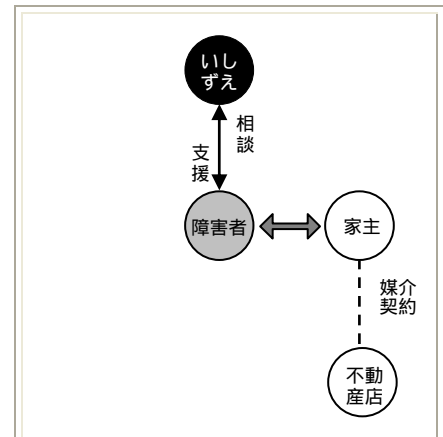 いし
ずえ
相談
支援
障害者
家主
媒介
契約
不動
産店